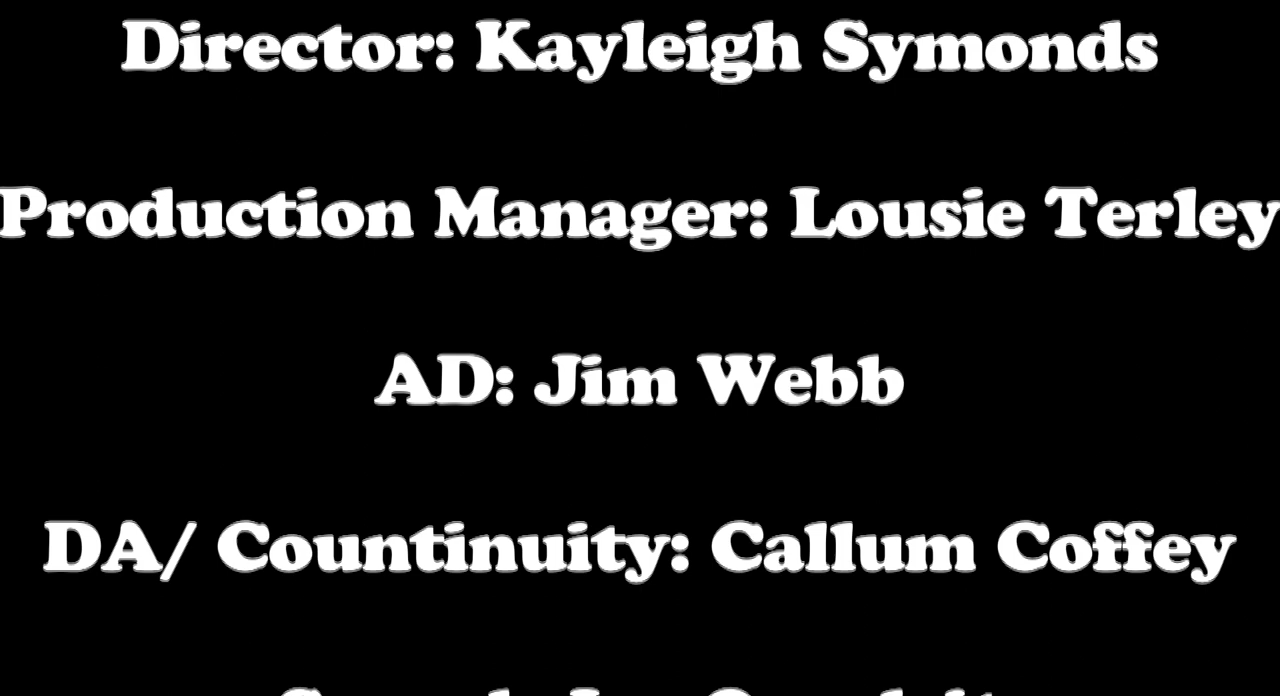 Director: Kayleigh Symonds
Production Manager: Lousie Terley
AD: Jim Webb
DA/ Countinuity: Callum Coffey